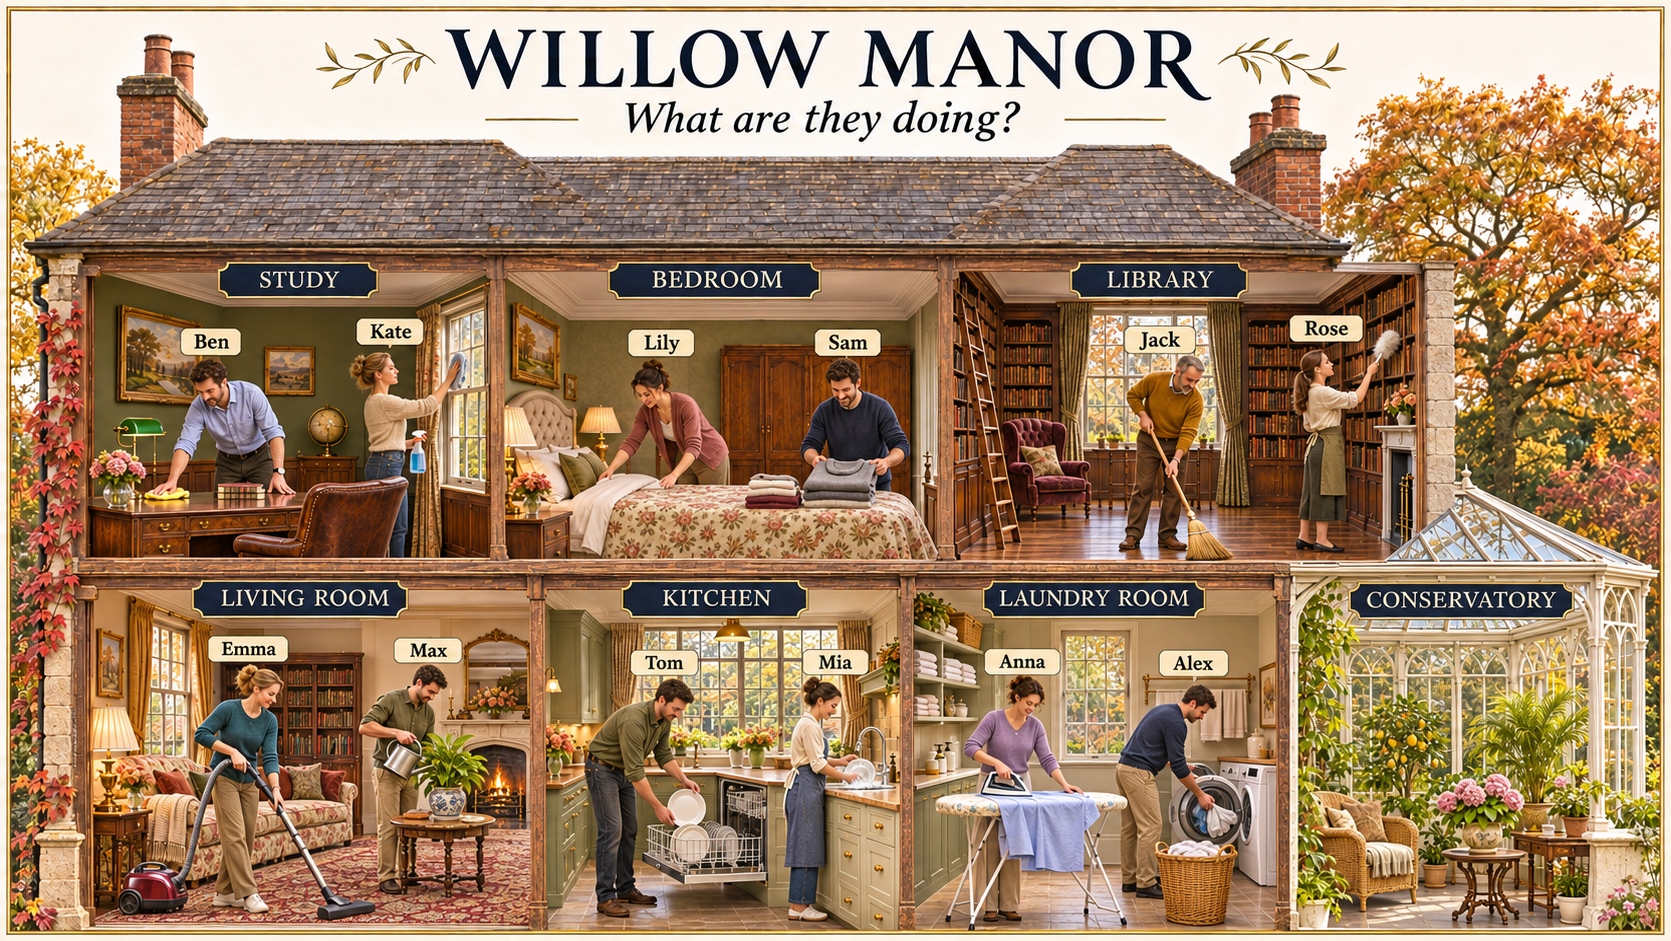 WILLOW MANOR
What are they doing?
STUDY
BEDROOM
LIBRARY
Ben
Kate
Lily
Sam
Jack
Rose
LIVING ROOM
KITCHEN
LAUNDRY ROOM
CONSERVATORY
Emma
Max
Tom
Mia
Anna
Alex